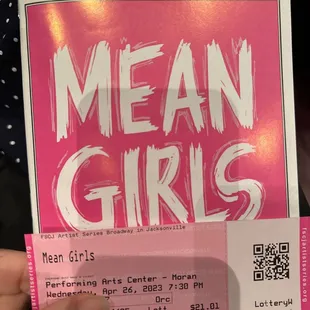 MEAN
GIRLS
FSCJ Artist Series Broadway in Jacksonville
Mean Girls
Performing Arts Center - Moran
Wednesday, Apr 26, 2023 7:30 PM
Orc
$21.01
LotteryW
fscjartistseries.org